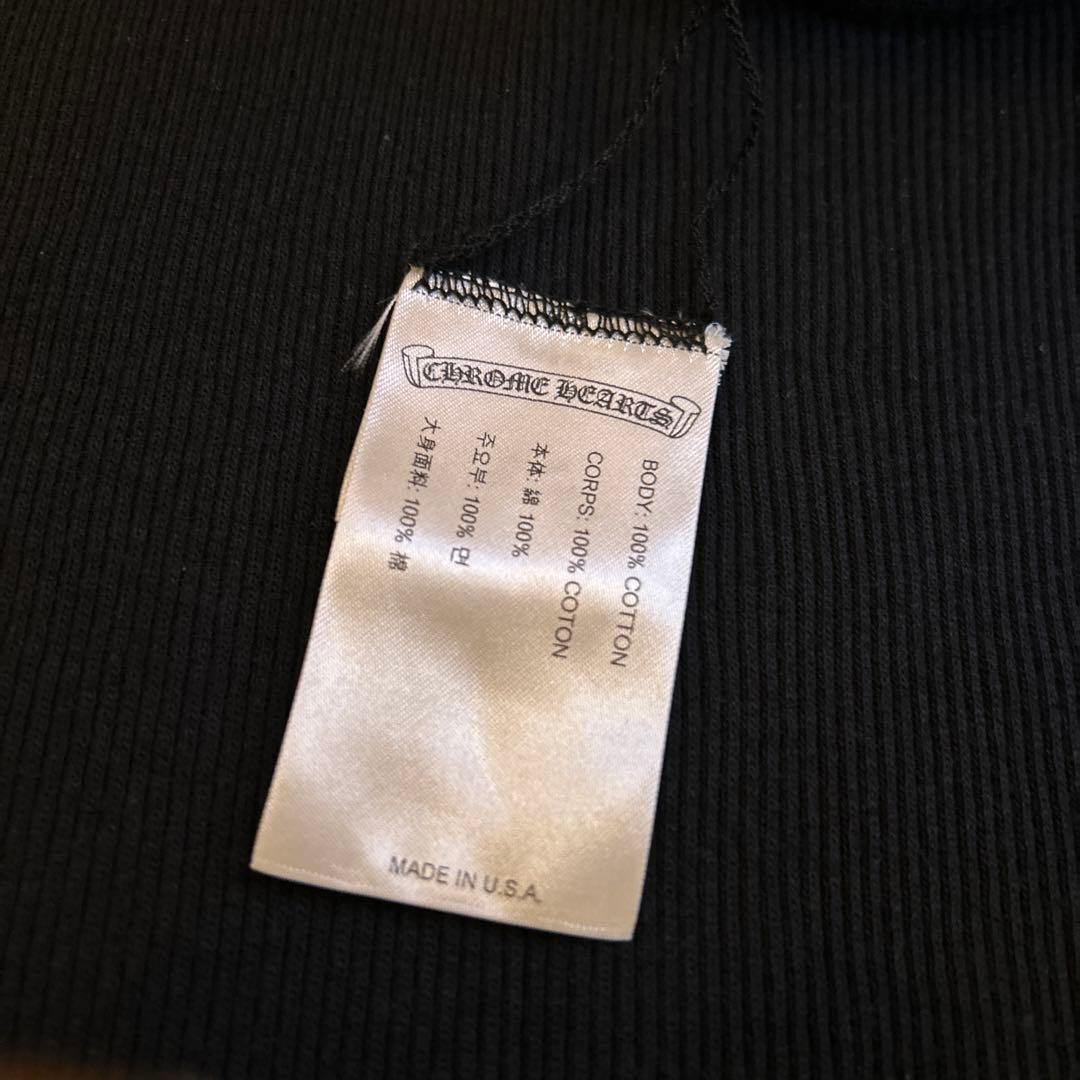 CHROME HEARTS
BODY: 100% COTTON
CORPS: 100% COTON
本体: 綿 100%
주요부: 100% 면
大身面料: 100% 棉
MADE IN U.S.A.